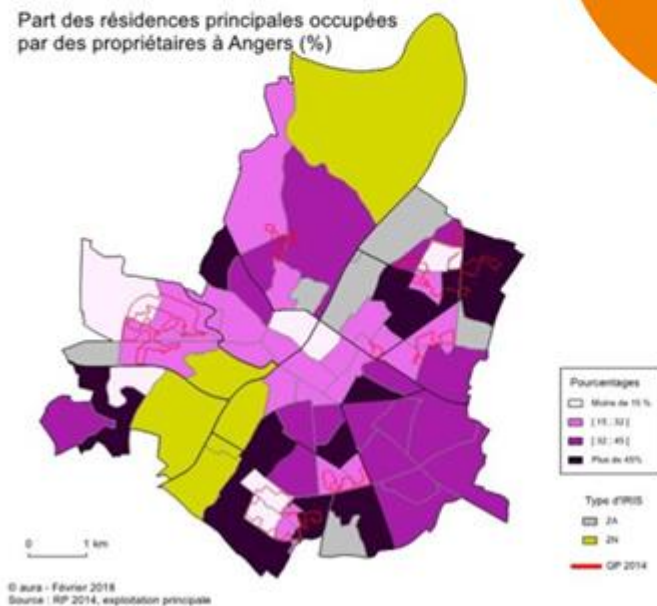 Part des résidences principales occupées
par des propriétaires à Angers (%)
Pourcentages
Moins de 15 %
[ 15 ; 32 [
[ 32 ; 45 [
Plus de 45%
Type d'IRIS
2A
2N
QP 2014
0 1 km
© aura - Février 2018
Source : RP 2014, exploitation principale